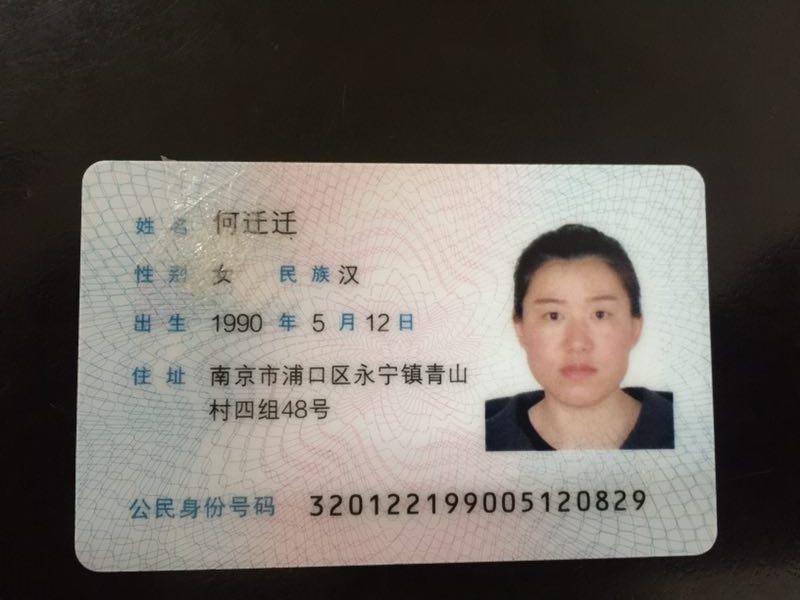 姓名 何迁迁
性别 女 民族 汉
出生 1990 年 5 月 12 日
住址 南京市浦口区永宁镇青山
村四组48号
公民身份号码 320122199005120829